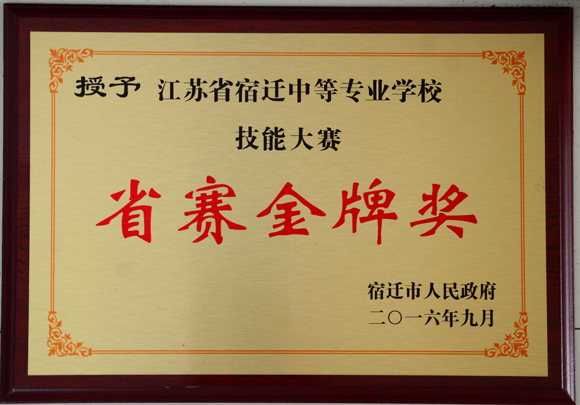 授予 江苏省宿迁中等专业学校
技能大赛
省赛金牌奖
宿迁市人民政府
二〇一六年九月